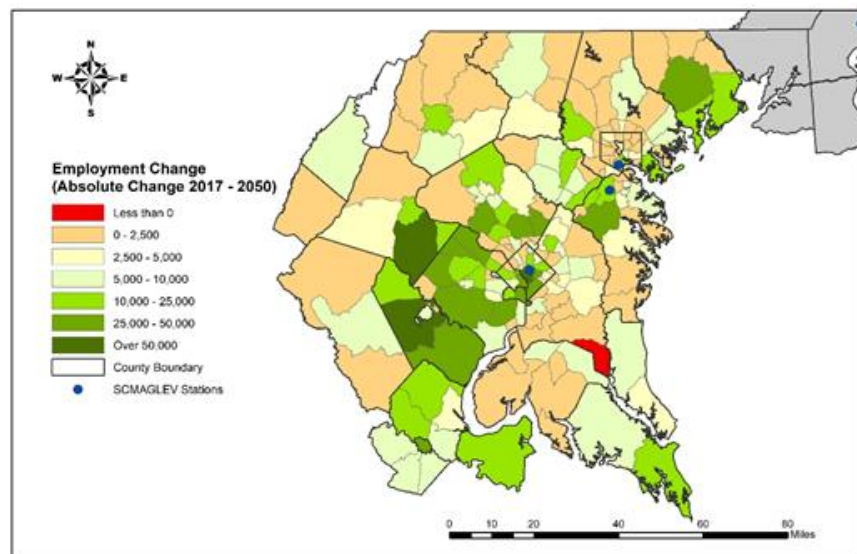 N
W E
S
Employment Change
(Absolute Change 2017 - 2050)
Less than 0
0 - 2,500
2,500 - 5,000
5,000 - 10,000
10,000 - 25,000
25,000 - 50,000
Over 50,000
County Boundary
SCMAGLEV Stations
0 5 10 20 40 60 80
Miles